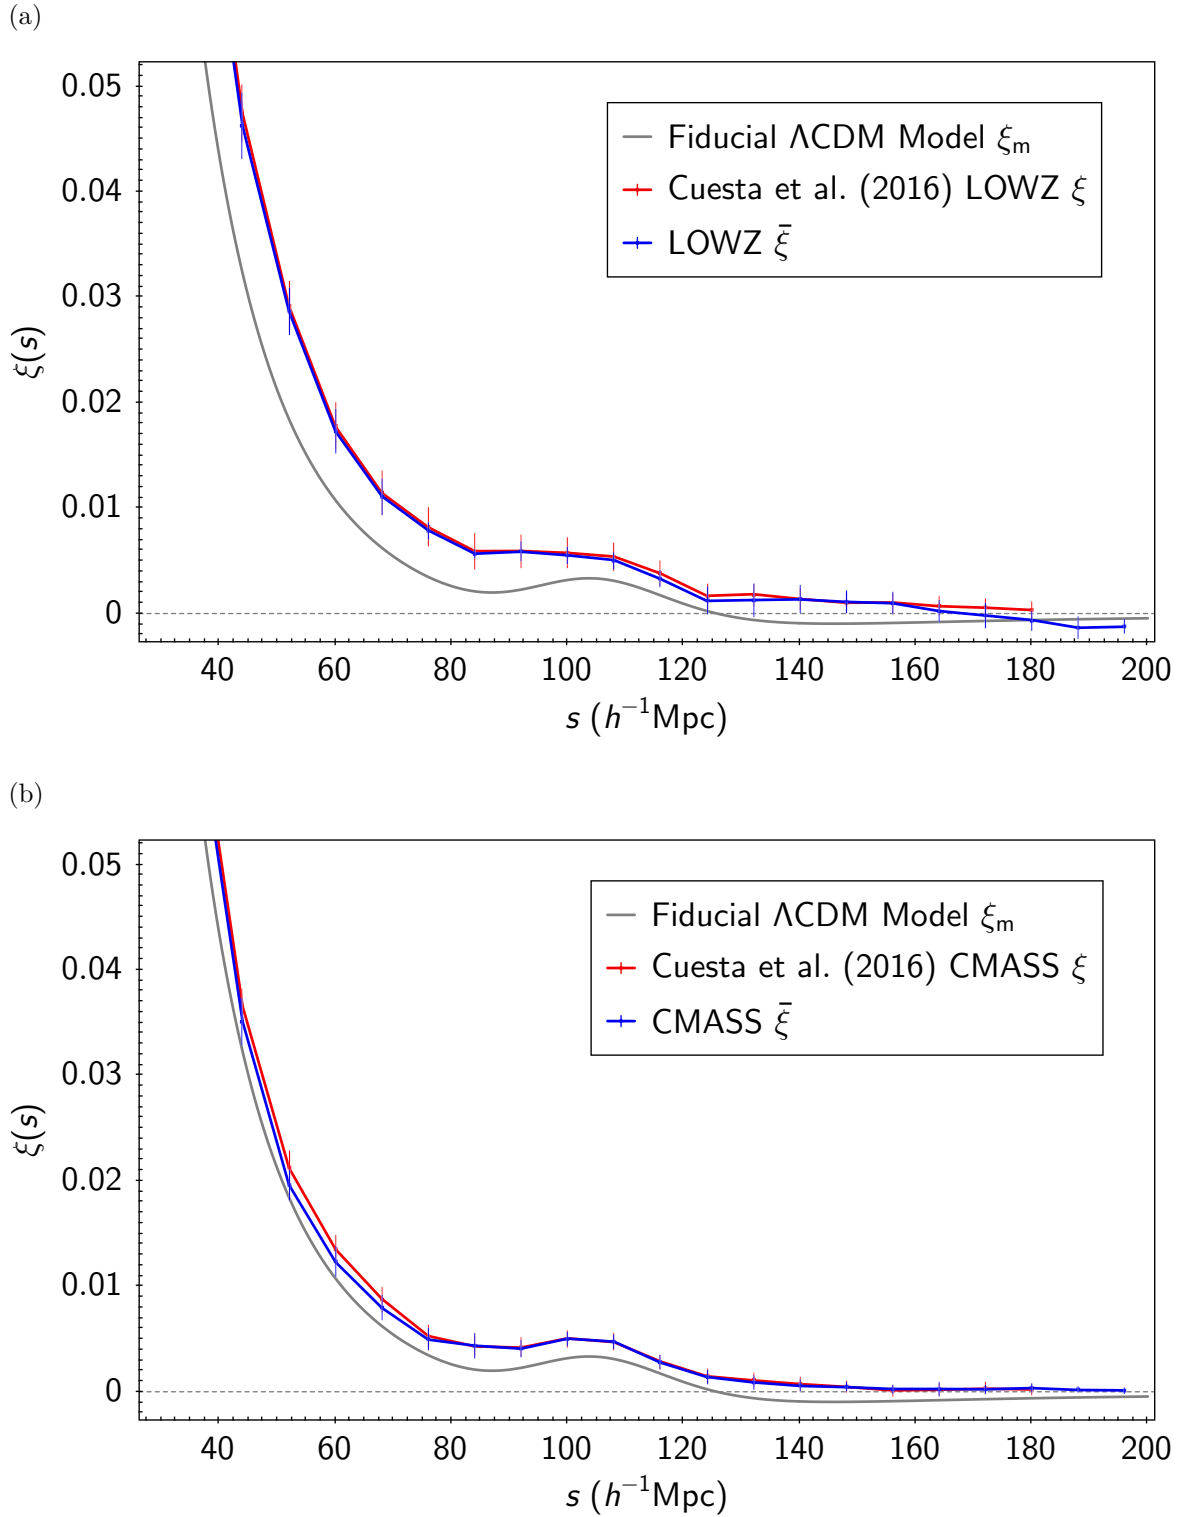 (a)
0.05
0.04
0.03
0.02
0.01
0
ξ(s)
Fiducial ΛCDM Model ξₘ
Cuesta et al. (2016) LOWZ ξ
LOWZ ξ̄
40 60 80 100 120 140 160 180 200
s (h⁻¹Mpc)
(b)
0.05
0.04
0.03
0.02
0.01
0
ξ(s)
Fiducial ΛCDM Model ξₘ
Cuesta et al. (2016) CMASS ξ
CMASS ξ̄
40 60 80 100 120 140 160 180 200
s (h⁻¹Mpc)